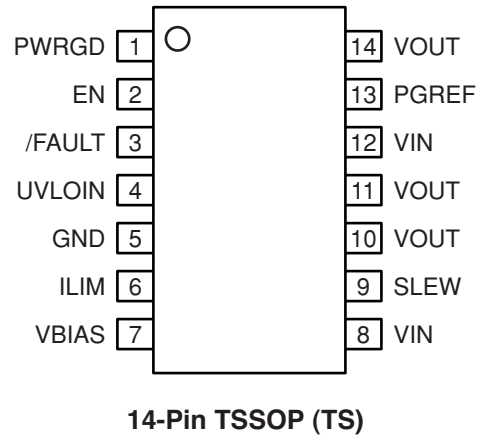 PWRGD 1 14 VOUT
EN 2 13 PGREF
/FAULT 3 12 VIN
UVLOIN 4 11 VOUT
GND 5 10 VOUT
ILIM 6 9 SLEW
VBIAS 7 8 VIN
14-Pin TSSOP (TS)